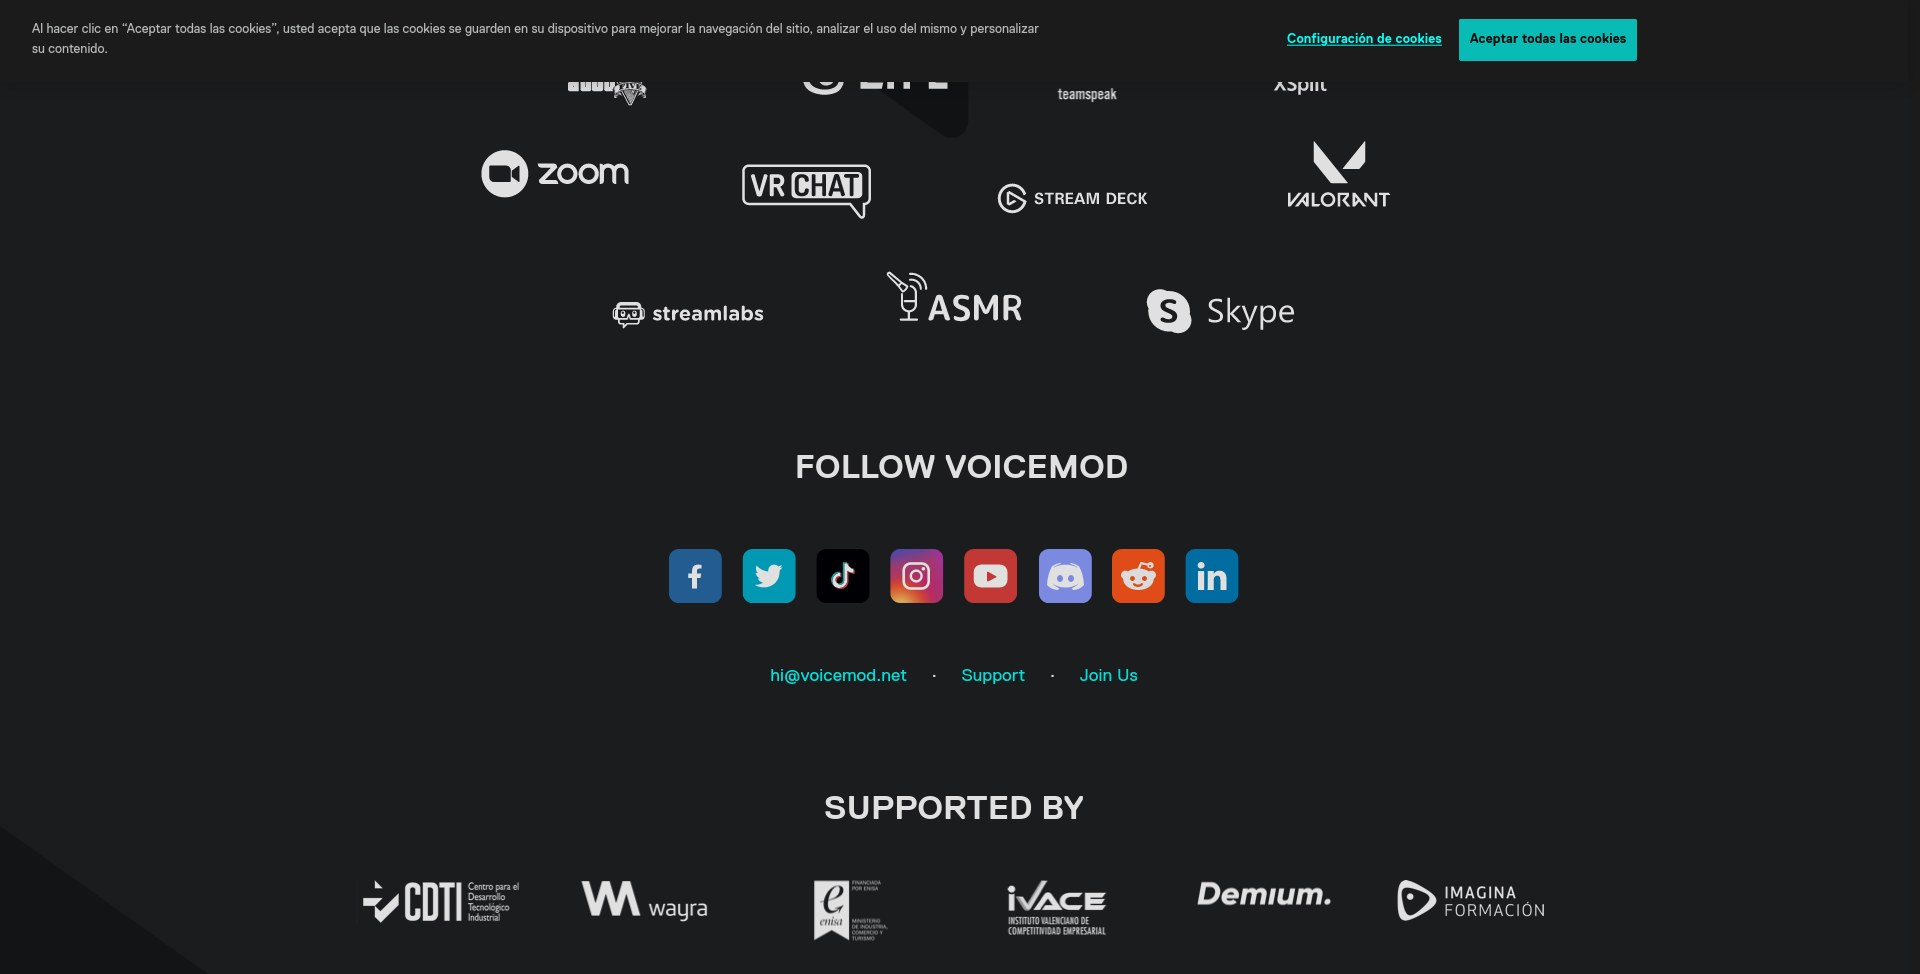 Al hacer clic en “Aceptar todas las cookies”, usted acepta que las cookies se guarden en su dispositivo para mejorar la navegación del sitio, analizar el uso del mismo y personalizar
su contenido.
Configuración de cookies
Aceptar todas las cookies
teamspeak
XSplit
zoom
VR CHAT
STREAM DECK
VALORANT
streamlabs
ASMR
Skype
FOLLOW VOICEMOD
hi@voicemod.net · Support · Join Us
SUPPORTED BY
CDTI
Centro para el
Desarrollo
Tecnológico
Industrial
wayra
FINANCIADA
POR ENISA
enisa
MINISTERIO
DE INDUSTRIA,
COMERCIO Y
TURISMO
iVACE
INSTITUTO VALENCIANO DE
COMPETITIVIDAD EMPRESARIAL
Demium.
IMAGINA
FORMACIÓN